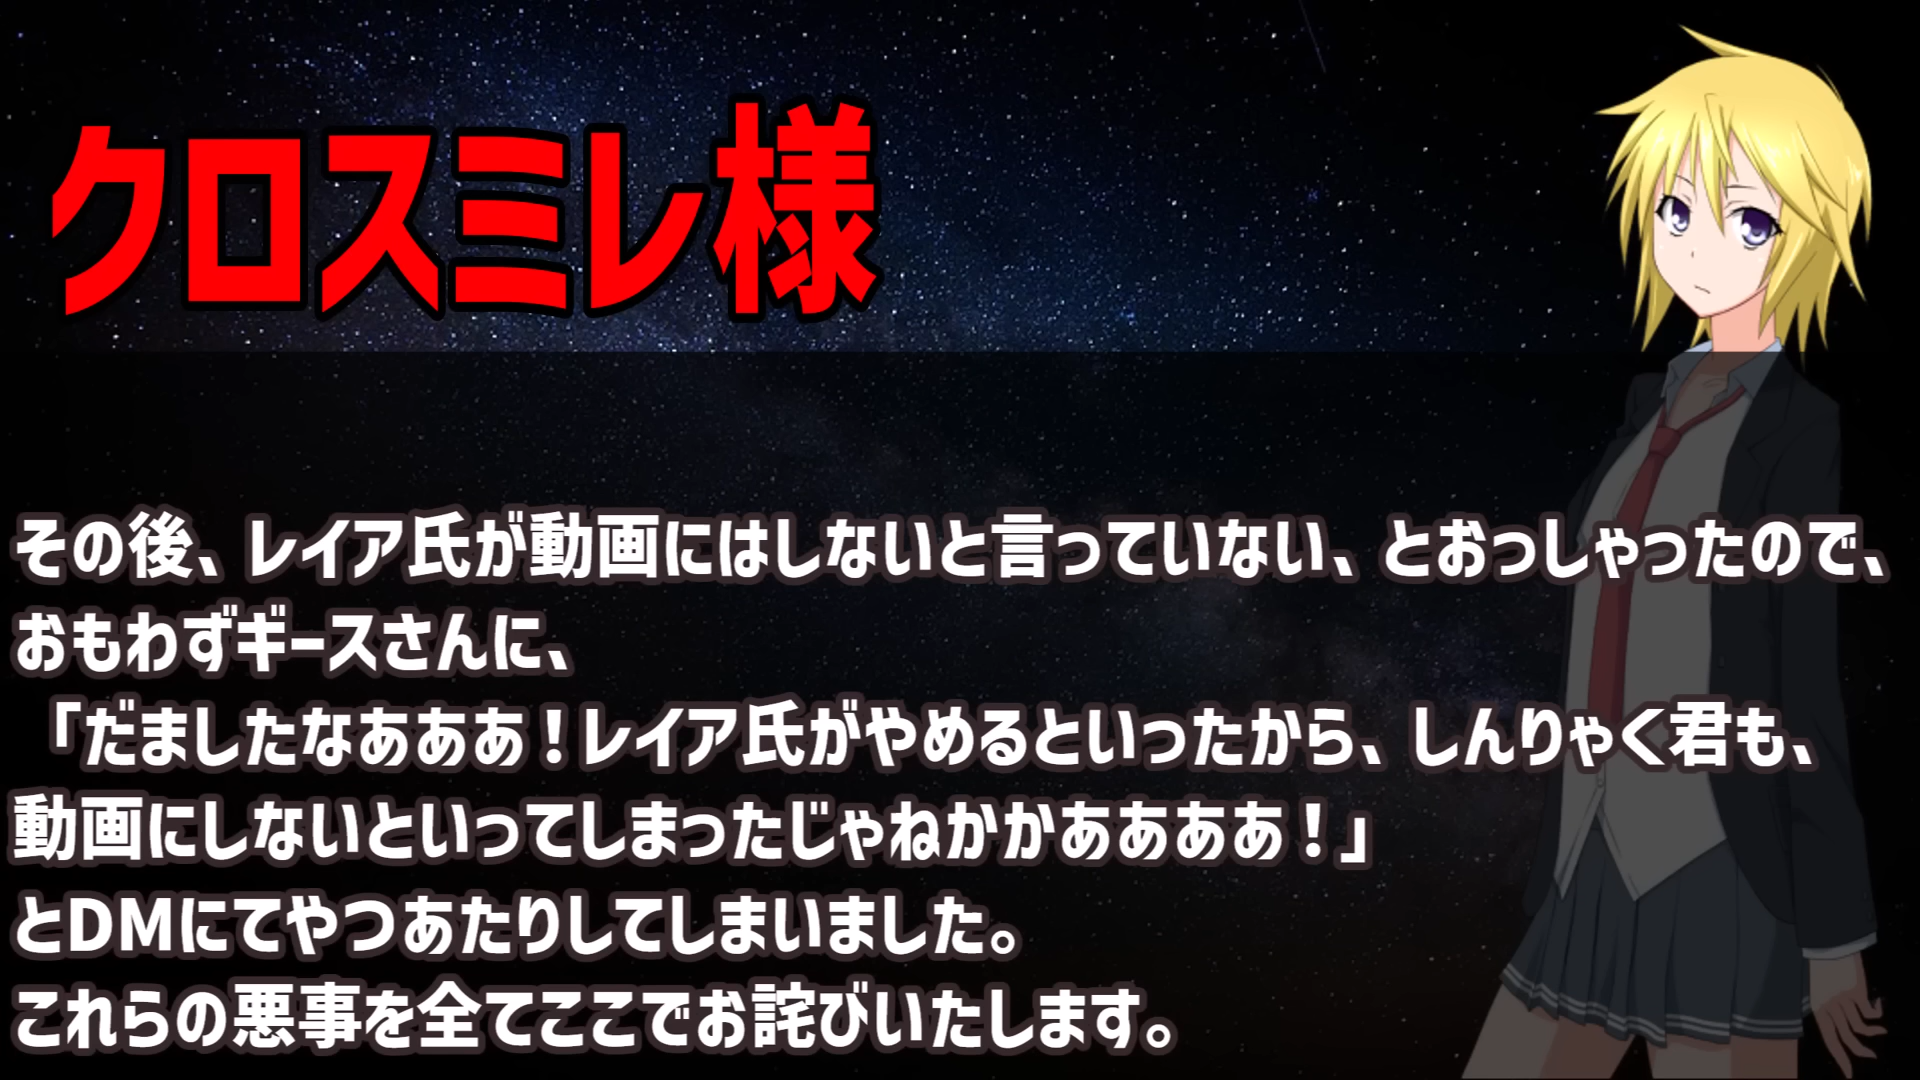 クロスミレ様
その後、レイア氏が動画にはしないと言っていない、とおっしゃったので、
おもわずギースさんに、
「だましたなあああ！レイア氏がやめるといったから、しんりゃく君も、
動画にしないといってしまったじゃねかかああああ！」
とDMにてやつあたりしてしまいました。
これらの悪事を全てここでお詫びいたします。